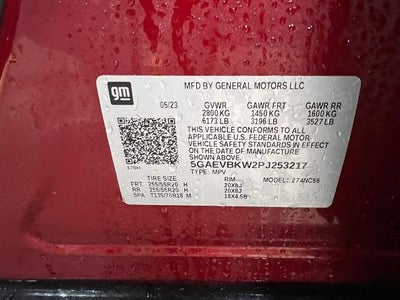 gm
MFD BY GENERAL MOTORS LLC
05/23 GVWR GAWR FRT GAWR RR
2800 KG 1450 KG 1600 KG
6173 LB 3196 LB 3527 LB
THIS VEHICLE CONFORMS TO ALL
APPLICABLE U.S. FEDERAL MOTOR
VEHICLE SAFETY STANDARDS IN EFFECT
ON THE DATE OF MANUFACTURE SHOWN ABOVE.
5GAEVBKW2PJ253217
TYPE: MPV MODEL: 274NC56
TIRE SIZE RIM
FRT 255/55R20 H 20X8J
RR 255/55R20 H 20X8J
SPA T135/70R18 M 18X4.5B